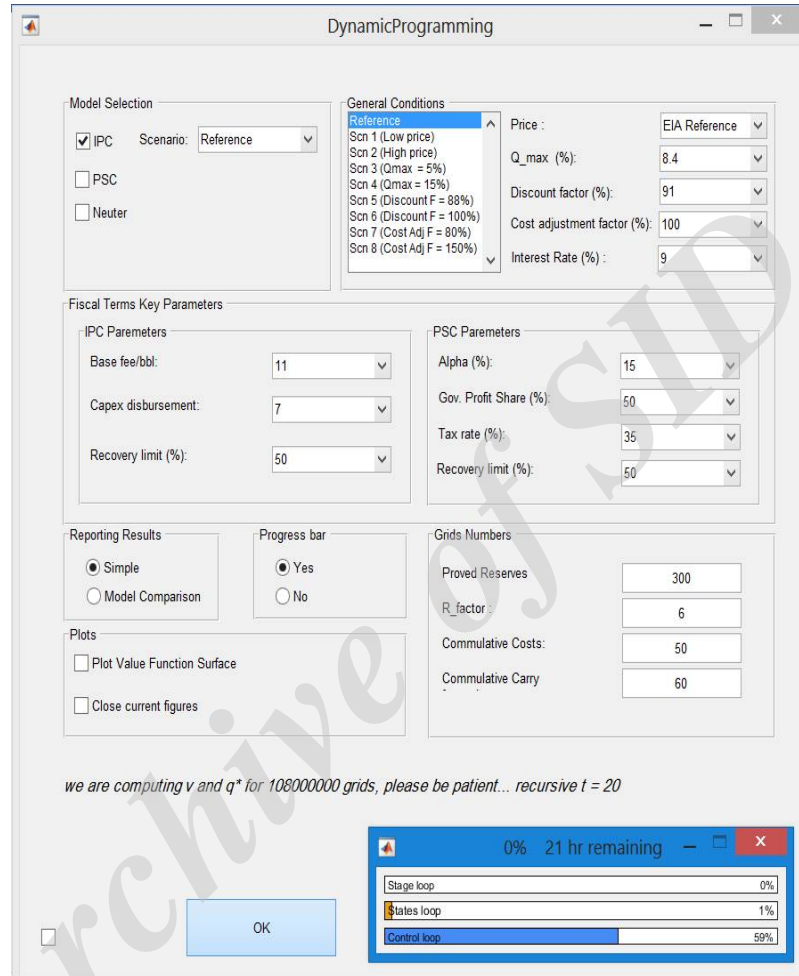 DynamicProgramming
Model Selection
IPC Scenario: Reference
PSC
Neuter
General Conditions
Reference
Scn 1 (Low price)
Scn 2 (High price)
Scn 3 (Qmax = 5%)
Scn 4 (Qmax = 15%)
Scn 5 (Discount F = 88%)
Scn 6 (Discount F = 100%)
Scn 7 (Cost Adj F = 80%)
Scn 8 (Cost Adj F = 150%)
Price : EIA Reference
Q_max (%): 8.4
Discount factor (%): 91
Cost adjustment factor (%): 100
Interest Rate (%) : 9
Fiscal Terms Key Parameters
IPC Paremeters
Base fee/bbl: 11
Capex disbursement: 7
Recovery limit (%): 50
PSC Paremeters
Alpha (%): 15
Gov. Profit Share (%): 50
Tax rate (%): 35
Recovery limit (%): 50
Reporting Results
Simple
Model Comparison
Progress bar
Yes
No
Plots
Plot Value Function Surface
Close current figures
Grids Numbers
Proved Reserves 300
R_factor : 6
Commulative Costs: 50
Commulative Carry 60
we are computing v and q* for 108000000 grids, please be patient... recursive t = 20
OK
0% 21 hr remaining
Stage loop 0%
States loop 1%
Control loop 59%
Archive of SID